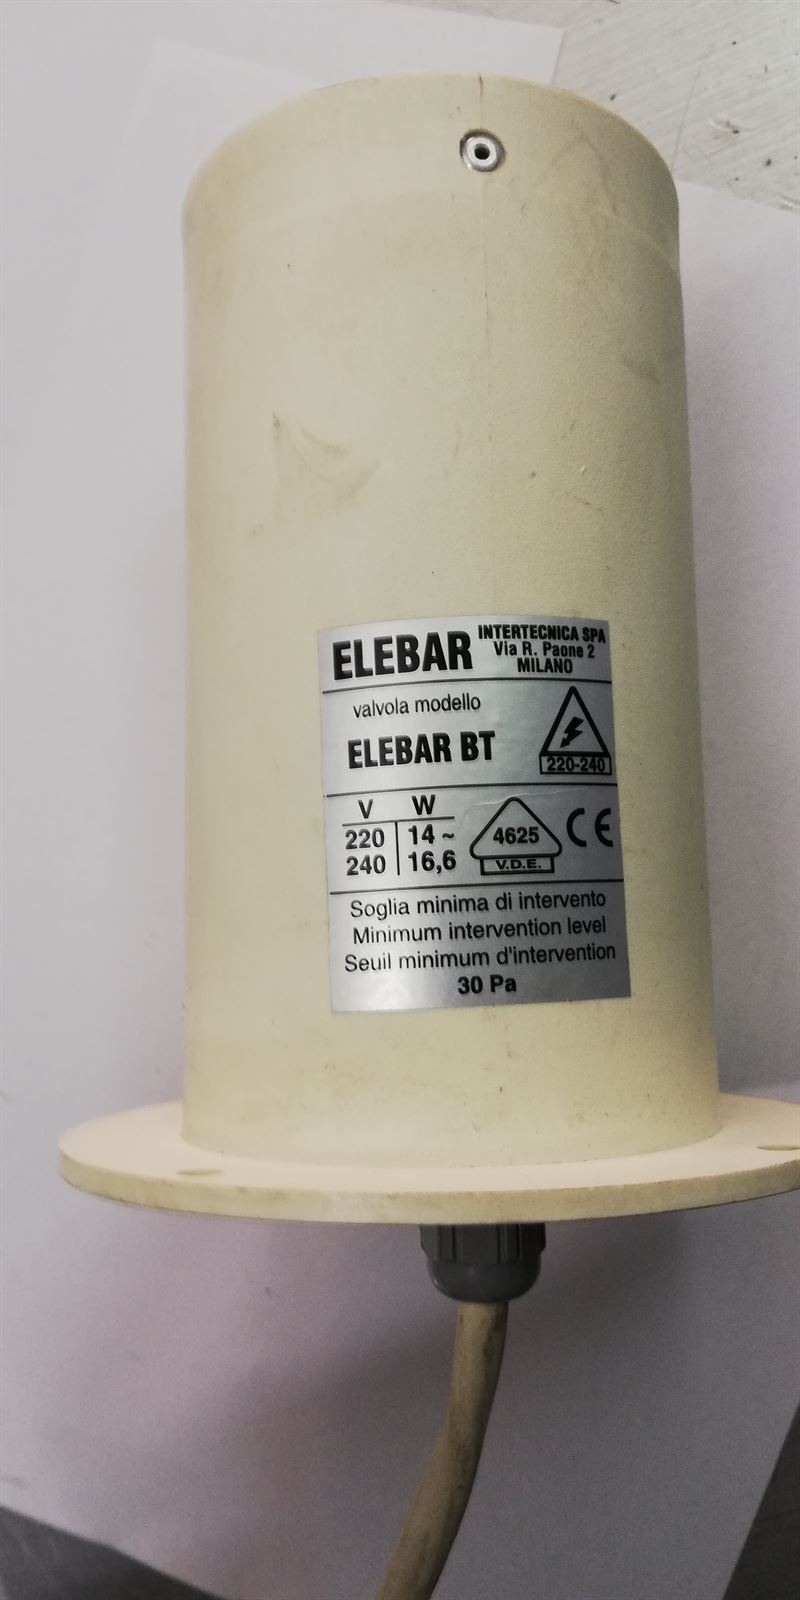 ELEBAR
INTERTECNICA SPA
Via R. Paone 2
MILANO
valvola modello
ELEBAR BT
220-240
V W
220 14 ~
240 16,6
4625
V.D.E.
CE
Soglia minima di intervento
Minimum intervention level
Seuil minimum d'intervention
30 Pa